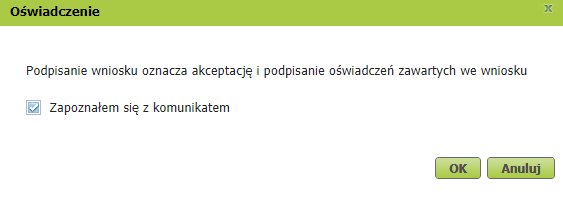 Oświadczenie
Podpisanie wniosku oznacza akceptację i podpisanie oświadczeń zawartych we wniosku
Zapoznałem się z komunikatem
OK Anuluj